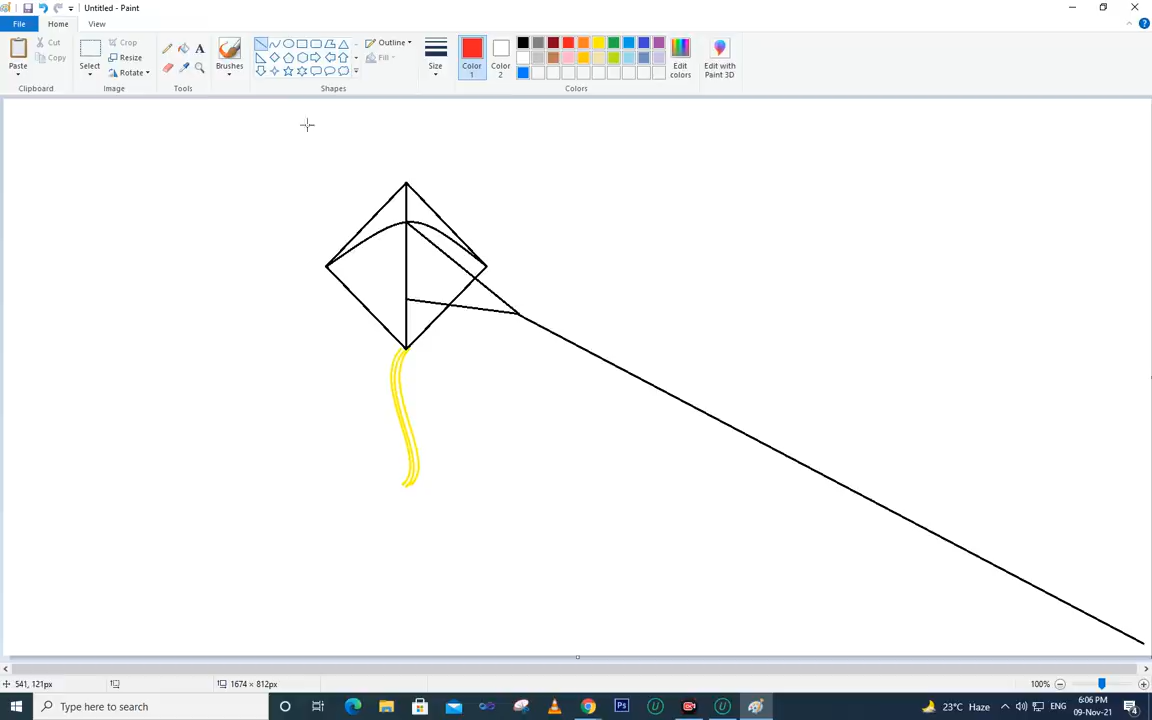 Untitled - Paint
File Home View
Paste
Cut
Copy
Clipboard
Select
Crop
Resize
Rotate
Image
A
Tools
Brushes
Outline
Fill
Shapes
Size
Color 1
Color 2
Edit colors
Edit with Paint 3D
Colors
541, 121px
1674 × 812px
100%
Type here to search
Ps
23°C Haze
ENG
6:06 PM
09-Nov-21
4